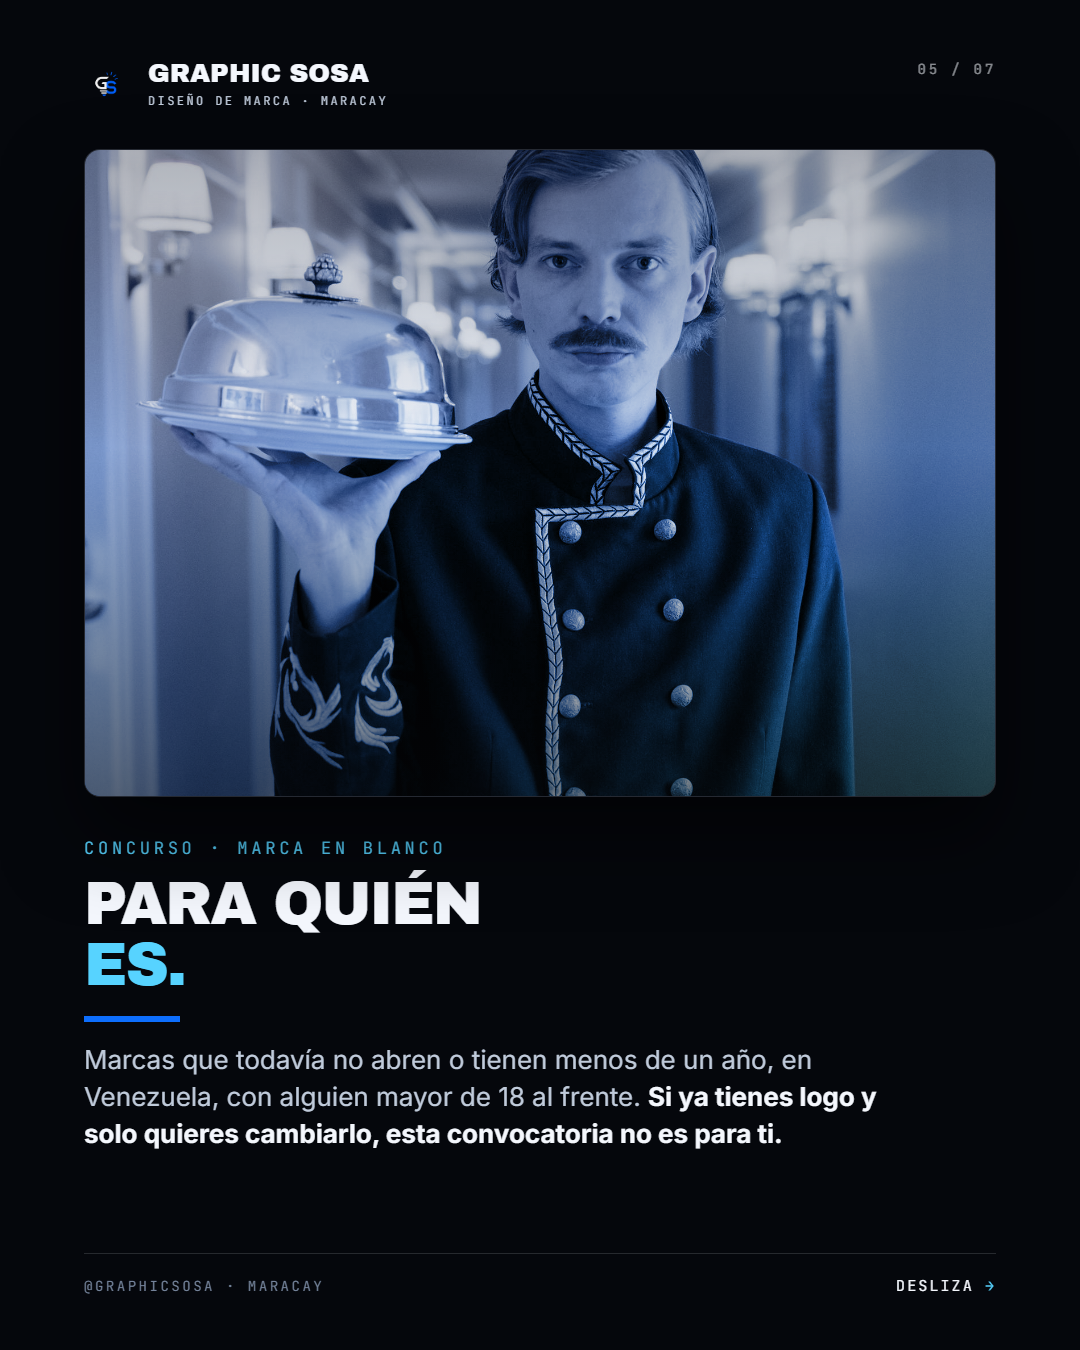 GS
GRAPHIC SOSA
DISEÑO DE MARCA · MARACAY
05 / 07
CONCURSO · MARCA EN BLANCO
PARA QUIÉN
ES.
Marcas que todavía no abren o tienen menos de un año, en
Venezuela, con alguien mayor de 18 al frente. Si ya tienes logo y
solo quieres cambiarlo, esta convocatoria no es para ti.
@GRAPHICSOSA · MARACAY
DESLIZA →